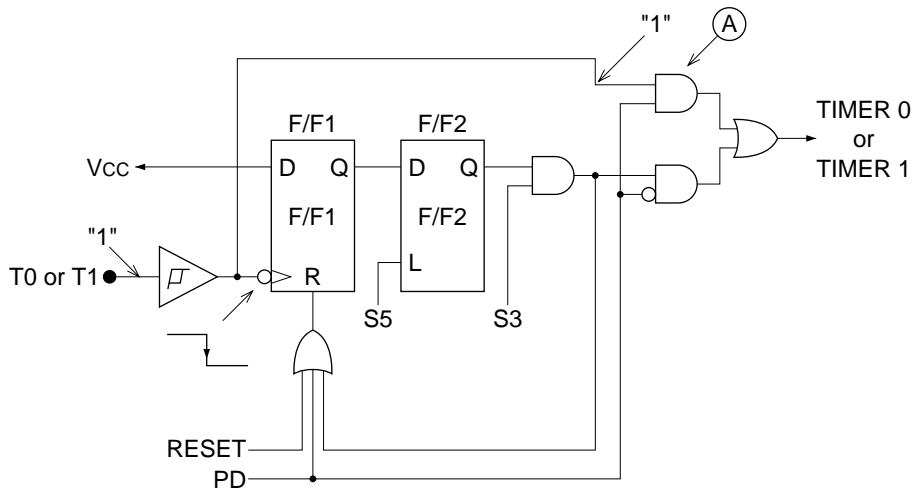 "1"
A
TIMER 0
or
TIMER 1
F/F1
F/F2
VCC
D
Q
D
Q
F/F1
F/F2
"1"
T0 or T1
R
L
S5
S3
RESET
PD